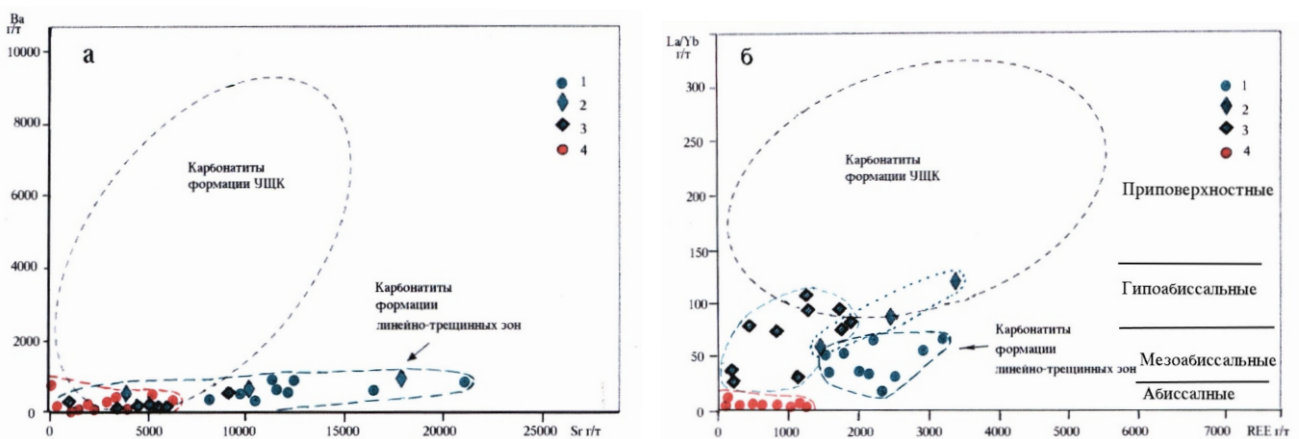 Ba
г/т
10000
8000
6000
4000
2000
1000
0
а
1
2
3
4
Карбонатиты
формации УЩК
Карбонатиты
формации
линейно-трещинных зон
0
5000
10000
15000
20000
25000
Sr г/т
La/Yb
г/т
300
250
200
150
100
50
0
б
1
2
3
4
Карбонатиты
формации УЩК
Приповерхностные
Гипоабиссальные
Карбонатиты
формации
линейно-трещинных зон
Мезоабиссальные
Абиссалные
0
1000
2000
3000
4000
5000
6000
7000
REE г/т